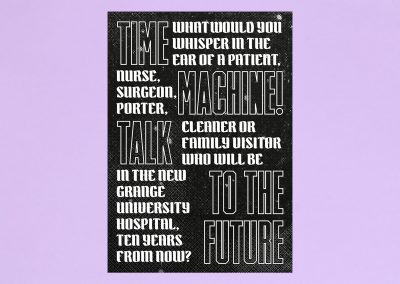 TIME
WHAT WOULD YOU
WHISPER IN THE
EAR OF A PATIENT,
NURSE,
SURGEON,
PORTER,
MACHINE!
TALK
CLEANER OR
FAMILY VISITOR
WHO WILL BE
IN THE NEW
GRANGE
UNIVERSITY
HOSPITAL,
TEN YEARS
FROM NOW?
TO THE
FUTURE